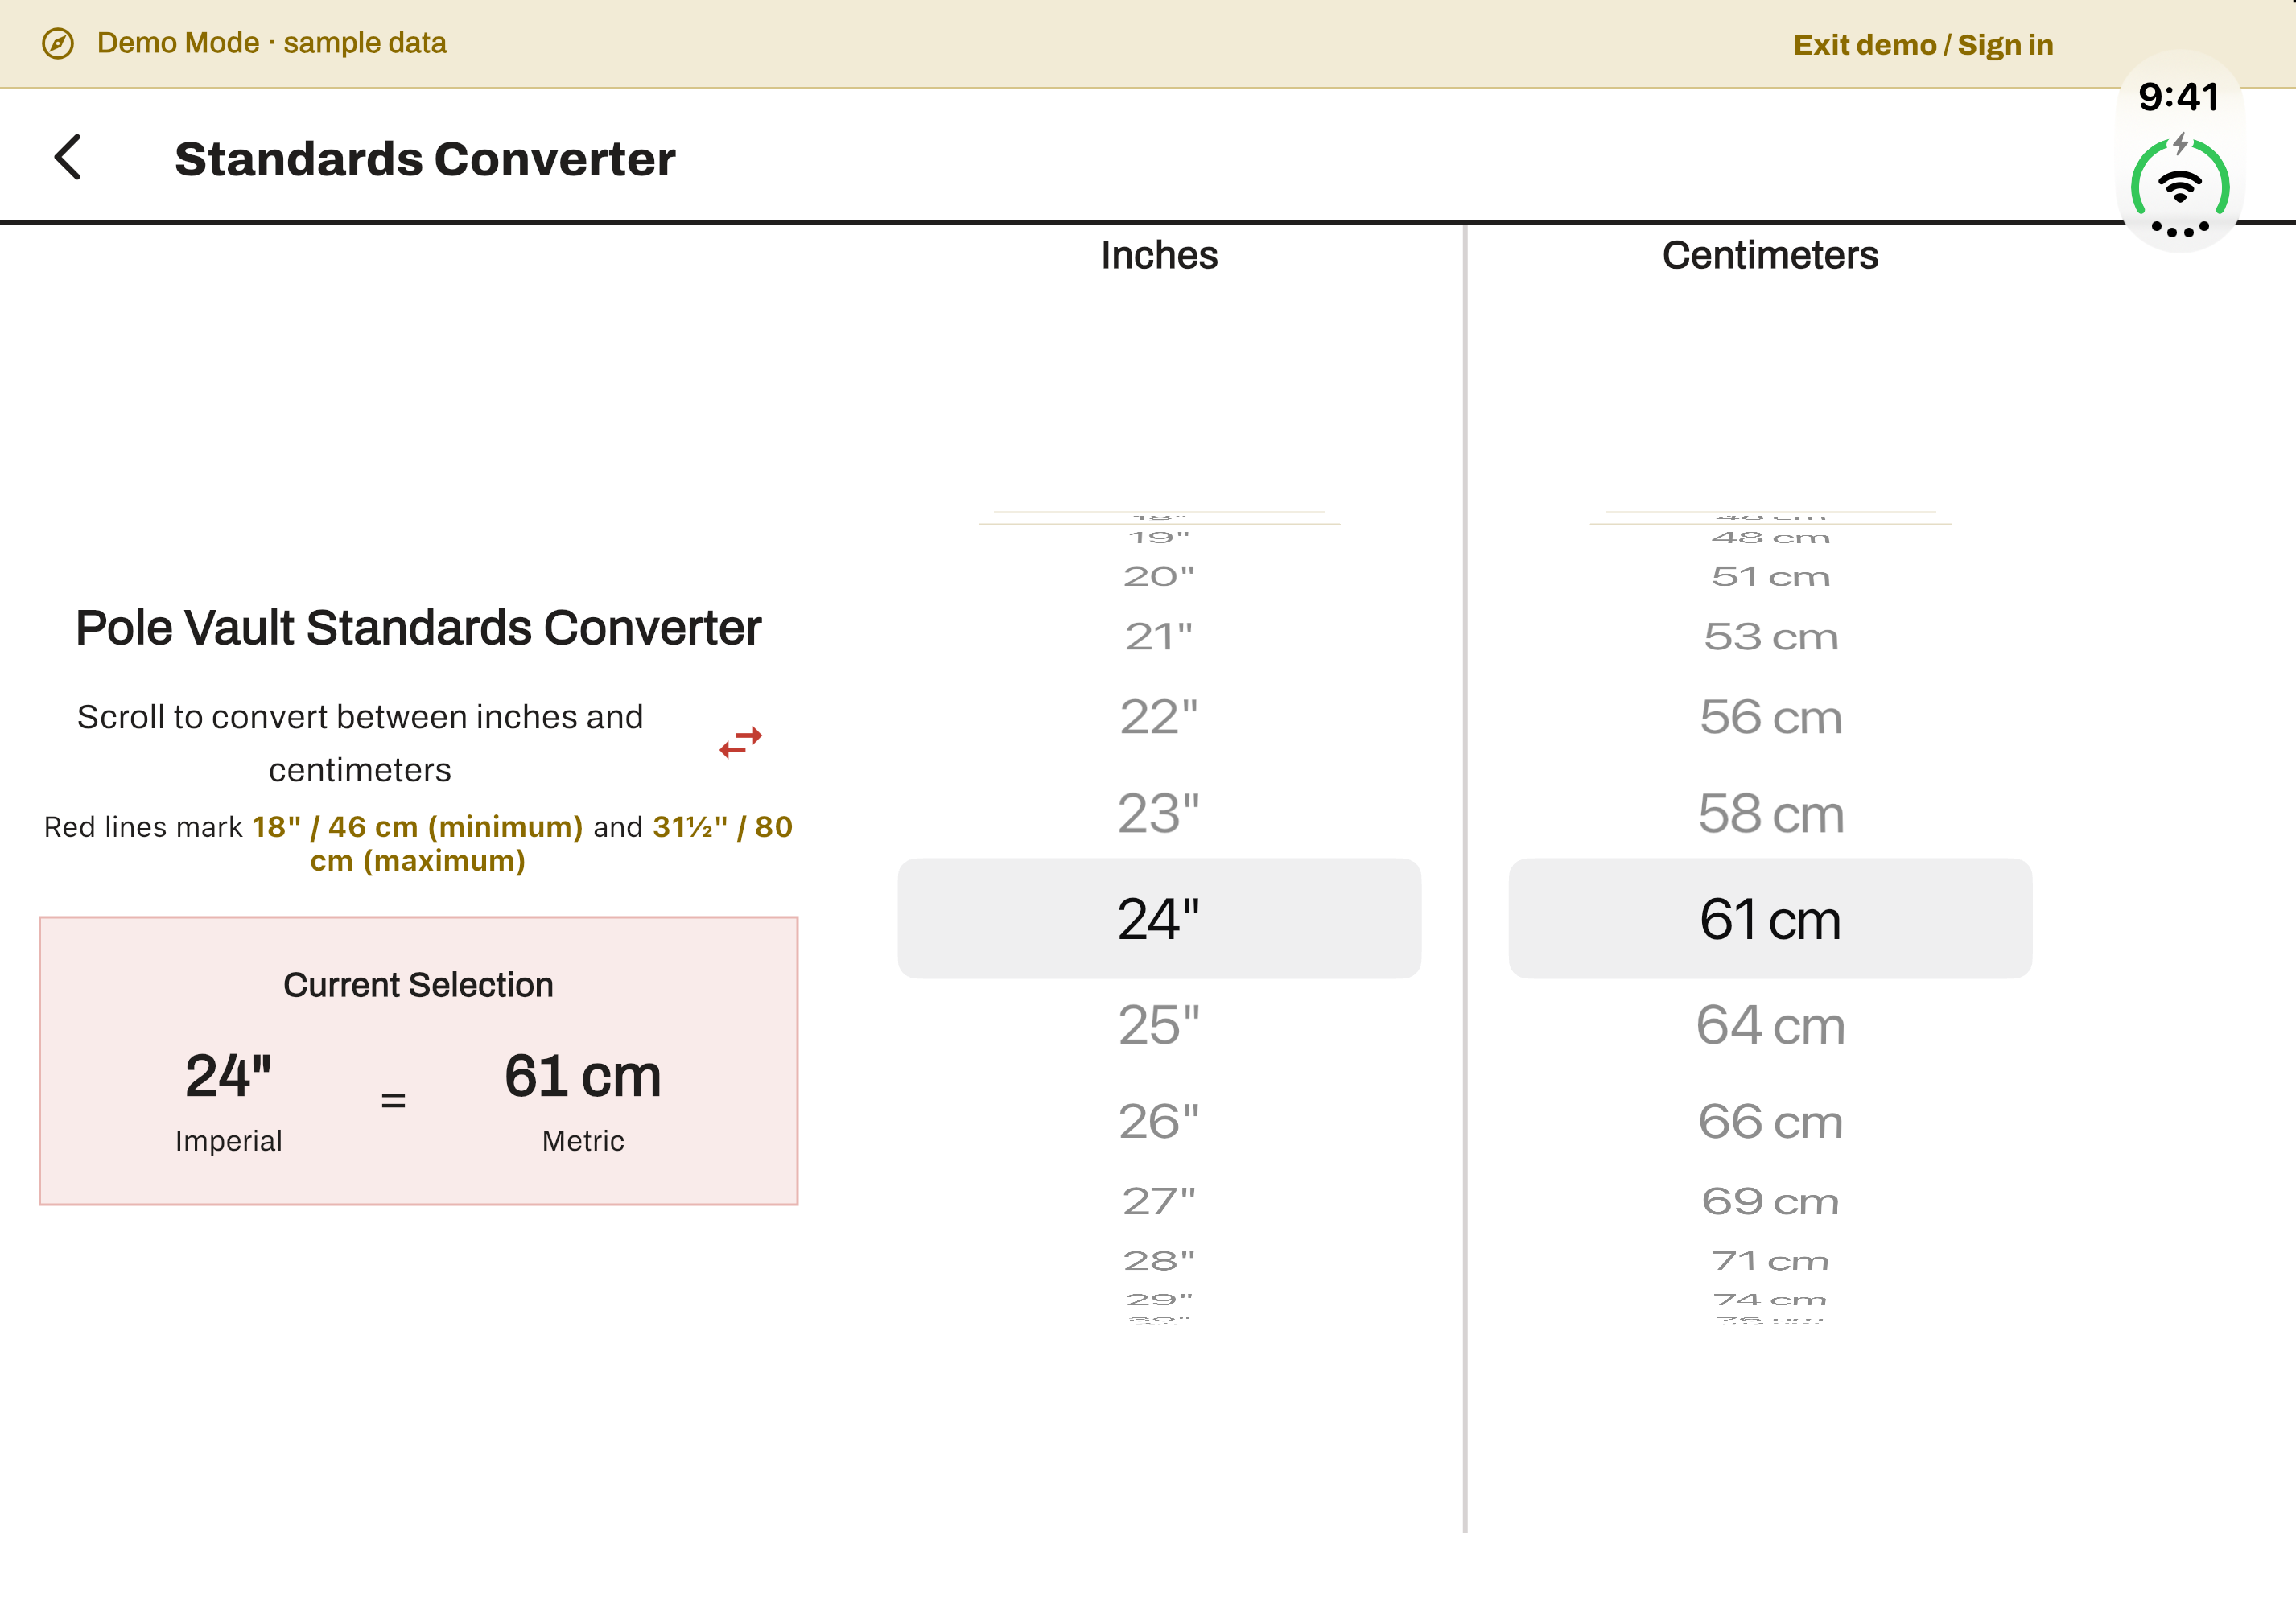 Demo Mode · sample data
Exit demo / Sign in
9:41
Standards Converter
Pole Vault Standards Converter
Scroll to convert between inches and
centimeters
Red lines mark 18" / 46 cm (minimum) and 31½" / 80
cm (maximum)
Current Selection
24" = 61 cm
Imperial Metric
Inches
19"
20"
21"
22"
23"
24"
25"
26"
27"
28"
29"
Centimeters
48 cm
51 cm
53 cm
56 cm
58 cm
61 cm
64 cm
66 cm
69 cm
71 cm
74 cm